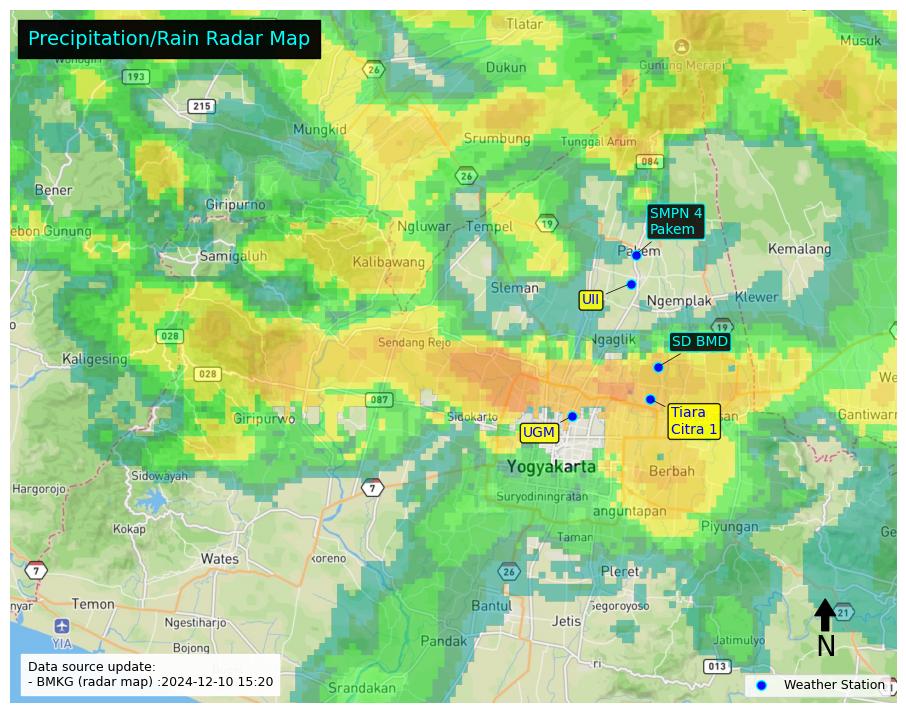 Precipitation/Rain Radar Map
Tlatar
Musuk
Wonogiri
193
26
Dukun
Gunung Merapi
215
Mungkid
Srumbung
Tunggal Arum
084
26
Bener
Giripurno
SMPN 4
Pakem
ebon Gunung
Ngluwar
Tempel
19
Samigaluh
Kalibawang
Pakem
Kemalang
Sleman
UII
Ngemplak
Klewer
19
028
Sendang Rejo
Ngaglik
SD BMD
Kaligesing
028
087
Giripurwo
Sidokarto
Tiara
Citra 1
an
Gantiwarn
UGM
Yogyakarta
Berbah
Sidowayah
Hargorojo
7
Suryodiningratan
anguntapan
Kokap
Taman
Piyungan
Ge
Wates
koreno
7
26
Pleret
nyar
Temon
Bantul
Segoroyoso
Ngestiharjo
Jetis
21
YIA
Bojong
Pandak
Jatimulyo
N
ri
013
Srandakan
Data source update:
- BMKG (radar map) :2024-12-10 15:20
Weather Station